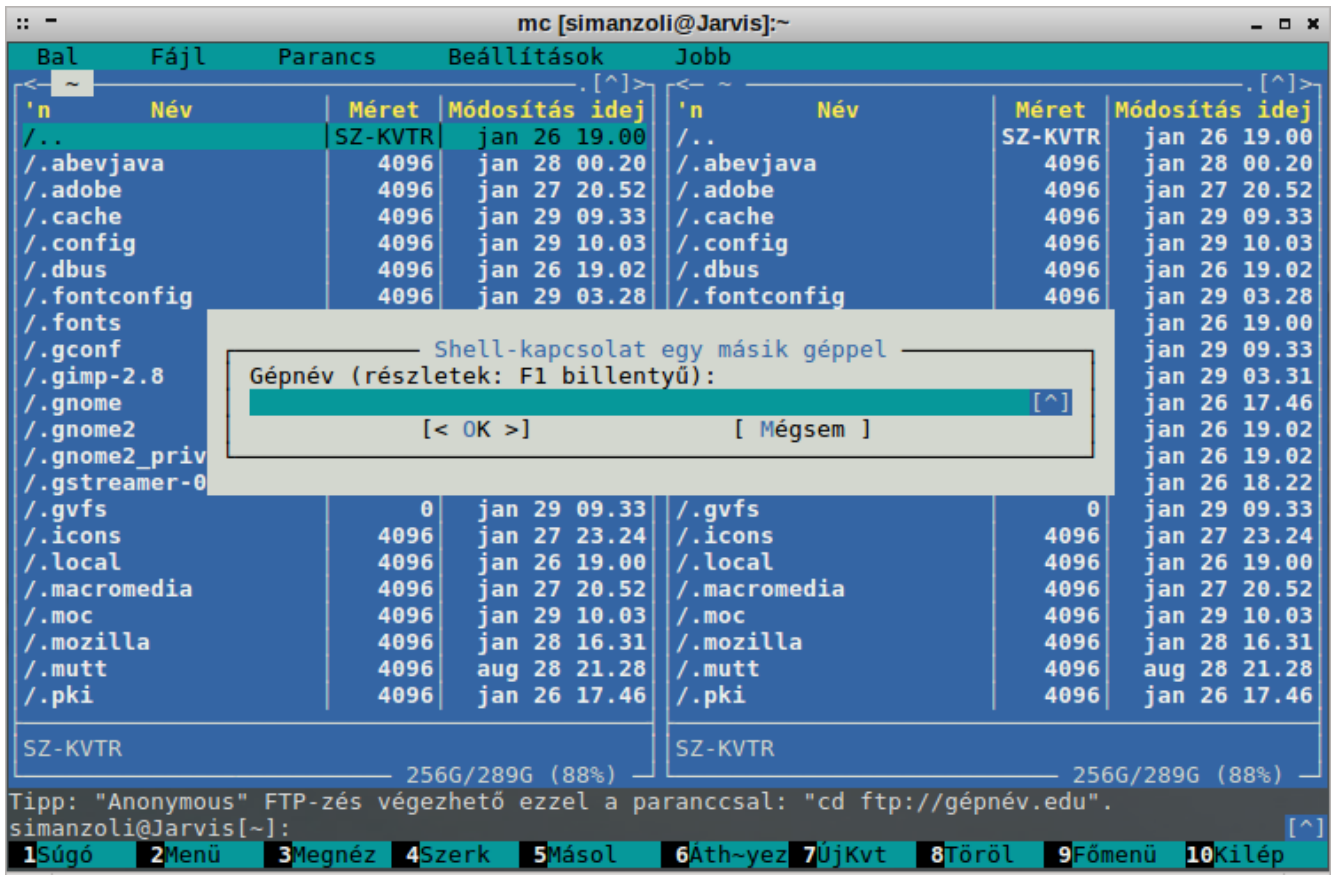 mc [simanzoli@Jarvis]:~
Bal Fájl Parancs Beállítások Jobb
<─ ~ .[^]> <─ ~ .[^]>
'n Név Méret Módosítás idej 'n Név Méret Módosítás idej
/.. SZ-KVTR jan 26 19.00 /.. SZ-KVTR jan 26 19.00
/.abevjava 4096 jan 28 00.20 /.abevjava 4096 jan 28 00.20
/.adobe 4096 jan 27 20.52 /.adobe 4096 jan 27 20.52
/.cache 4096 jan 29 09.33 /.cache 4096 jan 29 09.33
/.config 4096 jan 29 10.03 /.config 4096 jan 29 10.03
/.dbus 4096 jan 26 19.02 /.dbus 4096 jan 26 19.02
/.fontconfig 4096 jan 29 03.28 /.fontconfig 4096 jan 29 03.28
/.fonts jan 26 19.00
/.gconf Shell-kapcsolat egy másik géppel jan 29 09.33
/.gimp-2.8 Gépnév (részletek: F1 billentyű): jan 29 03.31
/.gnome [^] jan 26 17.46
/.gnome2 [< OK >] [ Mégsem ] jan 26 19.02
/.gnome2_priv jan 26 19.02
/.gstreamer-0 jan 26 18.22
/.gvfs 0 jan 29 09.33 /.gvfs 0 jan 29 09.33
/.icons 4096 jan 27 23.24 /.icons 4096 jan 27 23.24
/.local 4096 jan 26 19.00 /.local 4096 jan 26 19.00
/.macromedia 4096 jan 27 20.52 /.macromedia 4096 jan 27 20.52
/.moc 4096 jan 29 10.03 /.moc 4096 jan 29 10.03
/.mozilla 4096 jan 28 16.31 /.mozilla 4096 jan 28 16.31
/.mutt 4096 aug 28 21.28 /.mutt 4096 aug 28 21.28
/.pki 4096 jan 26 17.46 /.pki 4096 jan 26 17.46
SZ-KVTR SZ-KVTR
256G/289G (88%) 256G/289G (88%)
Tipp: "Anonymous" FTP-zés végezhető ezzel a paranccsal: "cd ftp://gépnév.edu".
simanzoli@Jarvis[~]: [^]
1Súgó 2Menü 3Megnéz 4Szerk 5Másol 6Áth~yez 7ÚjKvt 8Töröl 9Főmenü 10Kilép